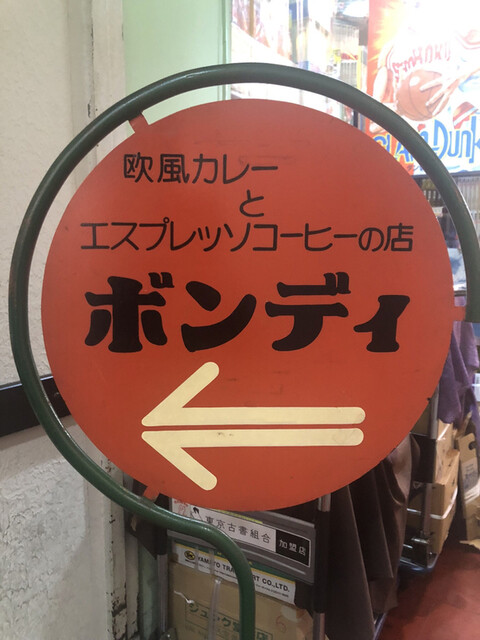 欧風カレー
と
エスプレッソコーヒーの店
ボンディ
東京古書組合 加盟店